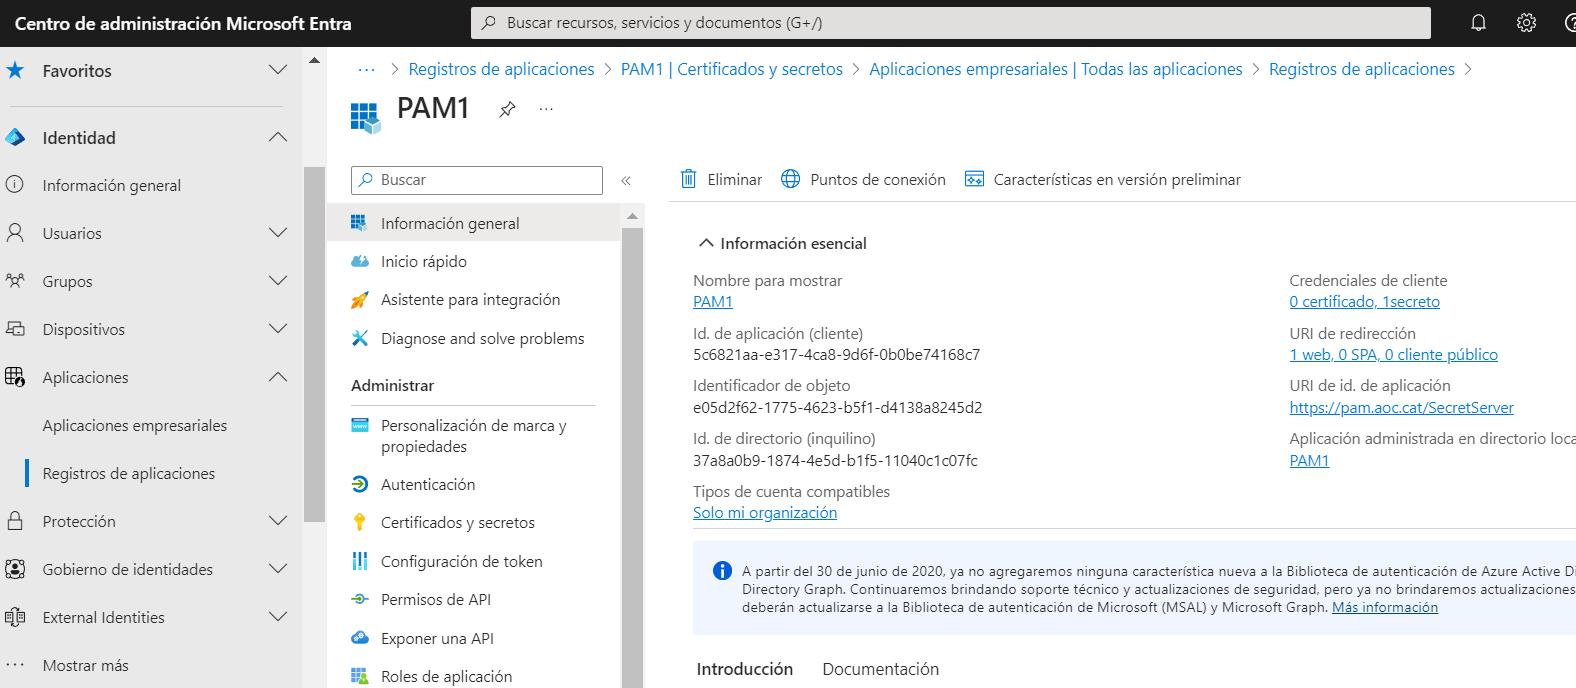 Centro de administración Microsoft Entra
Buscar recursos, servicios y documentos (G+/)
Favoritos
Identidad
Información general
Usuarios
Grupos
Dispositivos
Aplicaciones
Aplicaciones empresariales
Registros de aplicaciones
Protección
Gobierno de identidades
External Identities
··· Mostrar más
··· > Registros de aplicaciones > PAM1 | Certificados y secretos > Aplicaciones empresariales | Todas las aplicaciones > Registros de aplicaciones >
PAM1 ···
Buscar «
Información general
Inicio rápido
Asistente para integración
Diagnose and solve problems
Administrar
Personalización de marca y
propiedades
Autenticación
Certificados y secretos
Configuración de token
Permisos de API
Exponer una API
Roles de aplicación
Eliminar Puntos de conexión Características en versión preliminar
Información esencial
Nombre para mostrar
PAM1
Id. de aplicación (cliente)
5c6821aa-e317-4ca8-9d6f-0b0be74168c7
Identificador de objeto
e05d2f62-1775-4623-b5f1-d4138a8245d2
Id. de directorio (inquilino)
37a8a0b9-1874-4e5d-b1f5-11040c1c07fc
Tipos de cuenta compatibles
Solo mi organización
Credenciales de cliente
0 certificado, 1secreto
URI de redirección
1 web, 0 SPA, 0 cliente público
URI de id. de aplicación
https://pam.aoc.cat/SecretServer
Aplicación administrada en directorio loca
PAM1
A partir del 30 de junio de 2020, ya no agregaremos ninguna característica nueva a la Biblioteca de autenticación de Azure Active Di
Directory Graph. Continuaremos brindando soporte técnico y actualizaciones de seguridad, pero ya no brindaremos actualizaciones
deberán actualizarse a la Biblioteca de autenticación de Microsoft (MSAL) y Microsoft Graph. Más información
Introducción Documentación